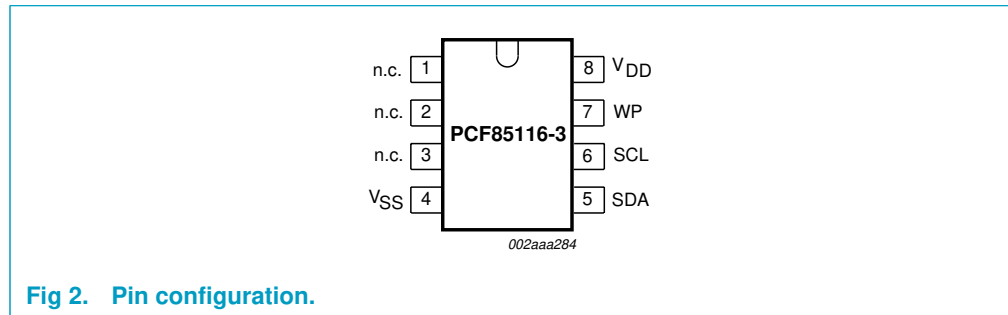 n.c. 1 8 VDD
n.c. 2 7 WP
PCF85116-3
n.c. 3 6 SCL
VSS 4 5 SDA
002aaa284
Fig 2. Pin configuration.